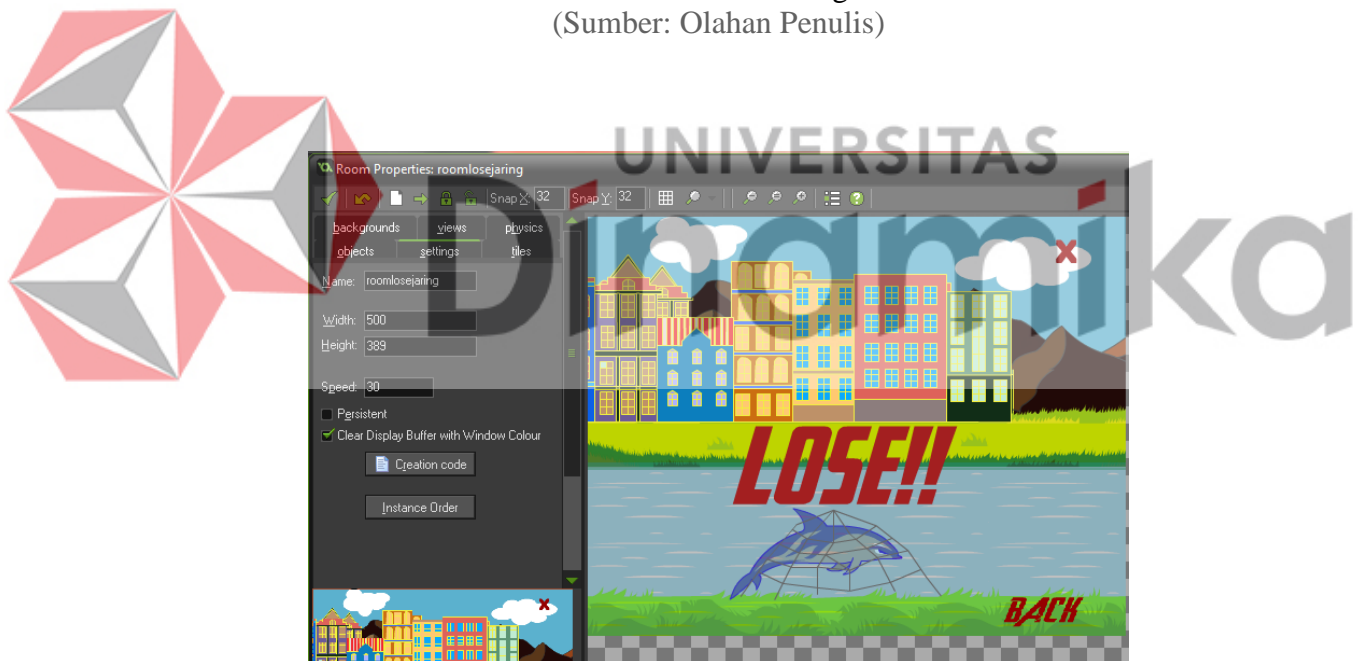 (Sumber: Olahan Penulis)
UNIVERSITAS
Dinamika
Room Properties: roomlosejaring
Snap X: 32 Snap Y: 32
backgrounds views physics
objects settings tiles
Name: roomlosejaring
Width: 500
Height: 389
Speed: 30
Persistent
Clear Display Buffer with Window Colour
Creation code
Instance Order
LOSE!!
BACK